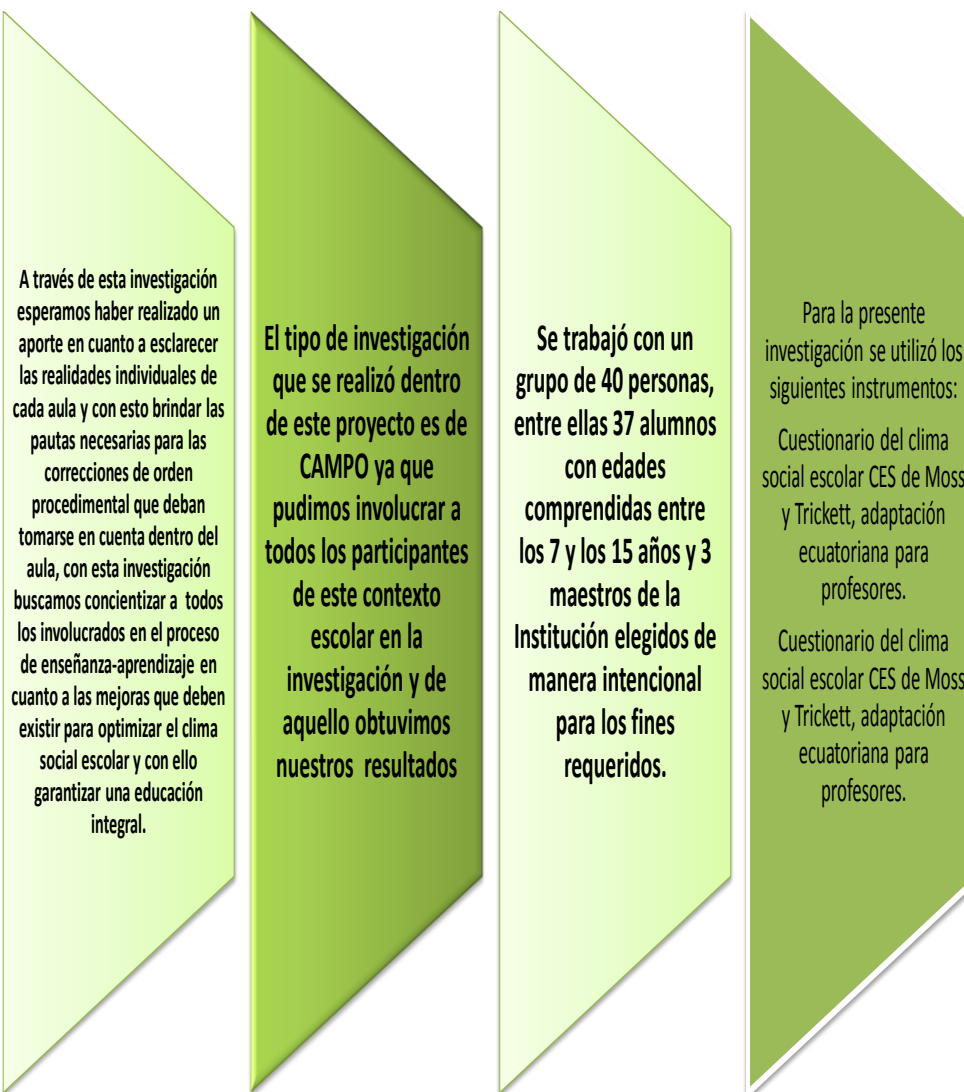 A través de esta investigación
esperamos haber realizado un
aporte en cuanto a esclarecer
las realidades individuales de
cada aula y con esto brindar las
pautas necesarias para las
correcciones de orden
procedimental que deban
tomarse en cuenta dentro del
aula, con esta investigación
buscamos concientizar a todos
los involucrados en el proceso
de enseñanza-aprendizaje en
cuanto a las mejoras que deben
existir para optimizar el clima
social escolar y con ello
garantizar una educación
integral.
El tipo de investigación
que se realizó dentro
de este proyecto es de
CAMPO ya que
pudimos involucrar a
todos los participantes
de este contexto
escolar en la
investigación y de
aquello obtuvimos
nuestros resultados
Se trabajó con un
grupo de 40 personas,
entre ellas 37 alumnos
con edades
comprendidas entre
los 7 y los 15 años y 3
maestros de la
Institución elegidos de
manera intencional
para los fines
requeridos.
Para la presente
investigación se utilizó los
siguientes instrumentos:
Cuestionario del clima
social escolar CES de Moss
y Trickett, adaptación
ecuatoriana para
profesores.
Cuestionario del clima
social escolar CES de Moss
y Trickett, adaptación
ecuatoriana para
profesores.